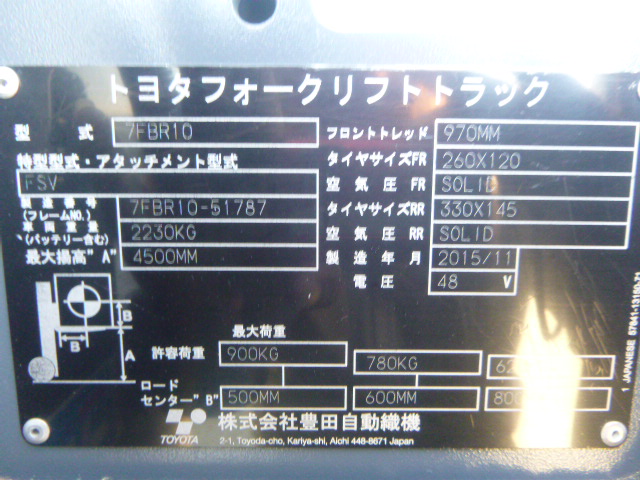 トヨタフォークリフトトラック
型 式 7FBR10 フロントトレッド 970MM
特型型式・アタッチメント型式 タイヤサイズFR 260X120
FSV 空気圧 FR SOLID
製造番号 (フレームNO.) 7FBR10-51787 タイヤサイズRR 330X145
車両重量 (バッテリー含む) 2230KG 空気圧 RR SOLID
最大揚高"A" 4500MM 製造年月 2015/11
電圧 48 V
B
B A
最大荷重
許容荷重 900KG 780KG
ロード
センター"B" 500MM 600MM
TOYOTA 株式会社豊田自動織機
2-1, Toyoda-cho, Kariya-shi, Aichi 448-8671 Japan
1 JAPANESE